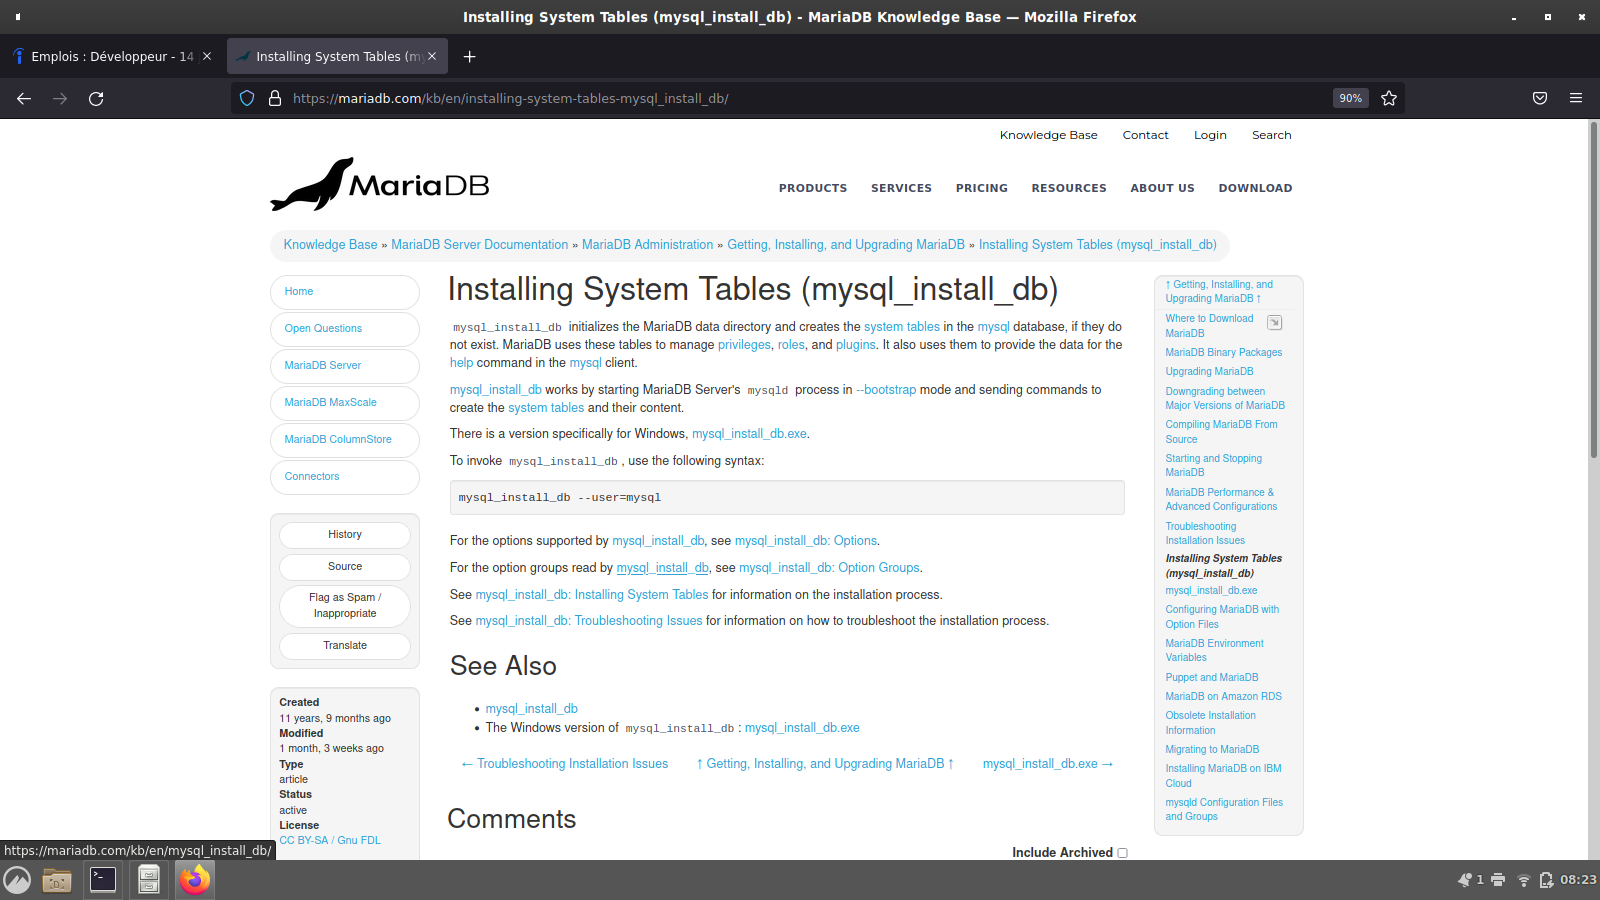 Installing System Tables (mysql_install_db) - MariaDB Knowledge Base — Mozilla Firefox
Emplois : Développeur - 14
Installing System Tables (my
https://mariadb.com/kb/en/installing-system-tables-mysql_install_db/
90%
Knowledge Base Contact Login Search
MariaDB
PRODUCTS SERVICES PRICING RESOURCES ABOUT US DOWNLOAD
Knowledge Base » MariaDB Server Documentation » MariaDB Administration » Getting, Installing, and Upgrading MariaDB » Installing System Tables (mysql_install_db)
Home
Open Questions
MariaDB Server
MariaDB MaxScale
MariaDB ColumnStore
Connectors
History
Source
Flag as Spam /
Inappropriate
Translate
Created
11 years, 9 months ago
Modified
1 month, 3 weeks ago
Type
article
Status
active
License
CC BY-SA / Gnu FDL
Installing System Tables (mysql_install_db)
mysql_install_db initializes the MariaDB data directory and creates the system tables in the mysql database, if they do
not exist. MariaDB uses these tables to manage privileges, roles, and plugins. It also uses them to provide the data for the
help command in the mysql client.
mysql_install_db works by starting MariaDB Server's mysqld process in --bootstrap mode and sending commands to
create the system tables and their content.
There is a version specifically for Windows, mysql_install_db.exe.
To invoke mysql_install_db, use the following syntax:
mysql_install_db --user=mysql
For the options supported by mysql_install_db, see mysql_install_db: Options.
For the option groups read by mysql_install_db, see mysql_install_db: Option Groups.
See mysql_install_db: Installing System Tables for information on the installation process.
See mysql_install_db: Troubleshooting Issues for information on how to troubleshoot the installation process.
See Also
• mysql_install_db
• The Windows version of mysql_install_db: mysql_install_db.exe
← Troubleshooting Installation Issues ↑ Getting, Installing, and Upgrading MariaDB ↑ mysql_install_db.exe →
Comments
Include Archived
↑ Getting, Installing, and
Upgrading MariaDB ↑
Where to Download
MariaDB
MariaDB Binary Packages
Upgrading MariaDB
Downgrading between
Major Versions of MariaDB
Compiling MariaDB From
Source
Starting and Stopping
MariaDB
MariaDB Performance &
Advanced Configurations
Troubleshooting
Installation Issues
Installing System Tables
(mysql_install_db)
mysql_install_db.exe
Configuring MariaDB with
Option Files
MariaDB Environment
Variables
Puppet and MariaDB
MariaDB on Amazon RDS
Obsolete Installation
Information
Migrating to MariaDB
Installing MariaDB on IBM
Cloud
mysqld Configuration Files
and Groups
https://mariadb.com/kb/en/mysql_install_db/
1
08:23